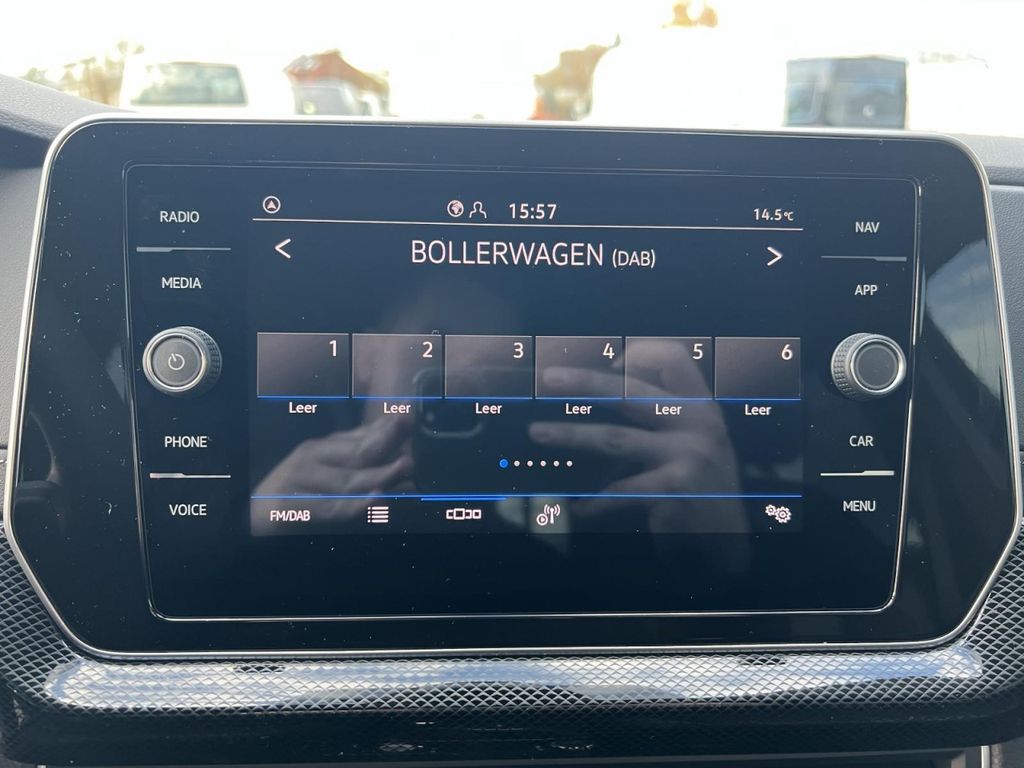 RADIO
MEDIA
PHONE
VOICE
15:57
14.5°C
< BOLLERWAGEN (DAB) >
1 2 3 4 5 6
Leer Leer Leer Leer Leer Leer
FM/DAB
NAV
APP
CAR
MENU